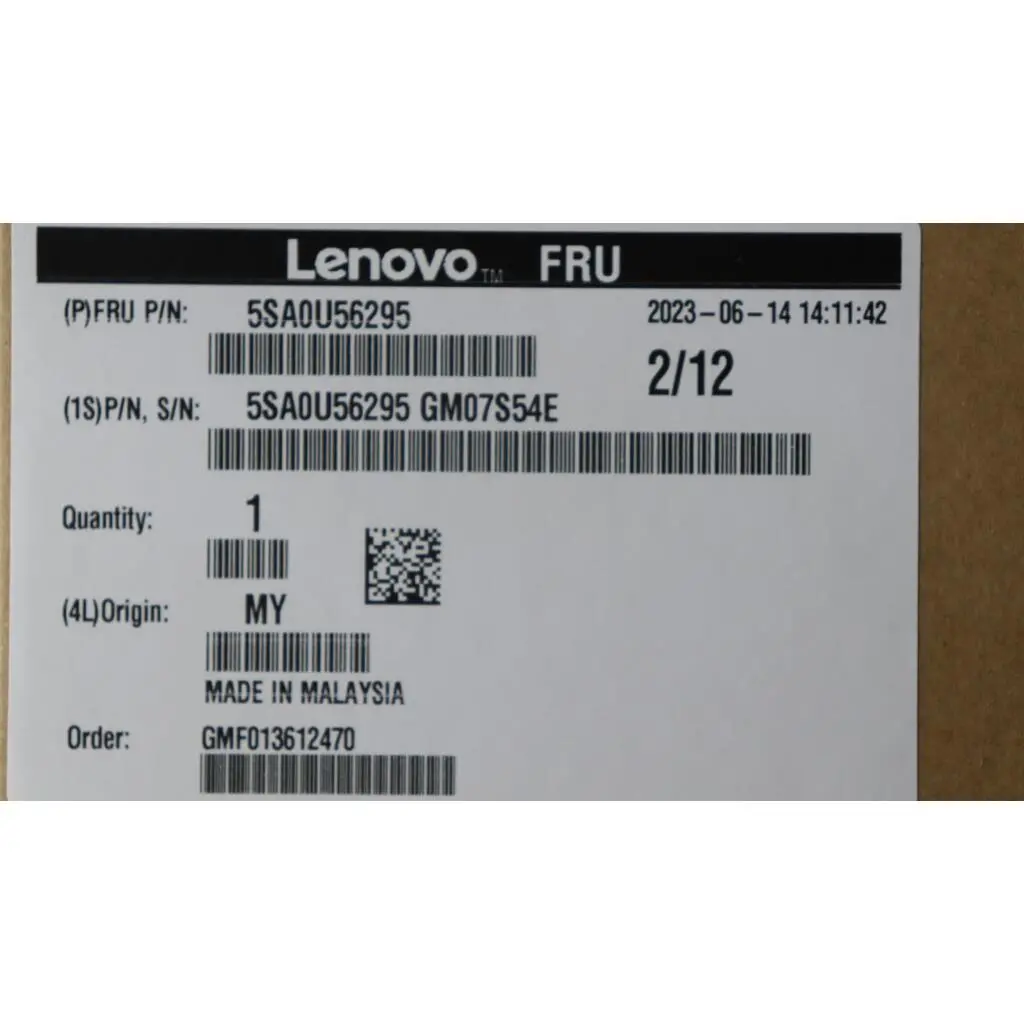 Lenovo™ FRU
(P)FRU P/N: 5SA0U56295 2023-06-14 14:11:42
2/12
(1S)P/N, S/N: 5SA0U56295 GM07S54E
Quantity: 1
(4L)Origin: MY
MADE IN MALAYSIA
Order: GMF013612470